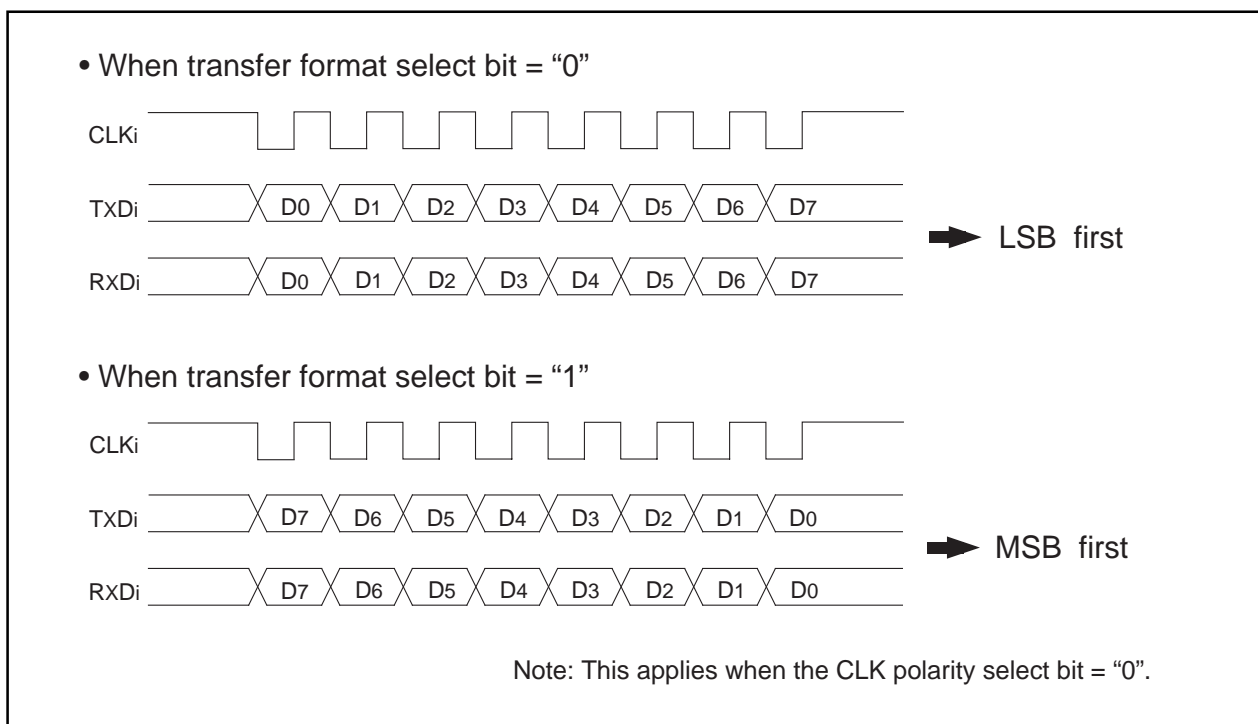 • When transfer format select bit = “0”
CLKi
TXDi D0 D1 D2 D3 D4 D5 D6 D7
RXDi D0 D1 D2 D3 D4 D5 D6 D7
LSB first
• When transfer format select bit = “1”
CLKi
TXDi D7 D6 D5 D4 D3 D2 D1 D0
RXDi D7 D6 D5 D4 D3 D2 D1 D0
MSB first
Note: This applies when the CLK polarity select bit = “0”.